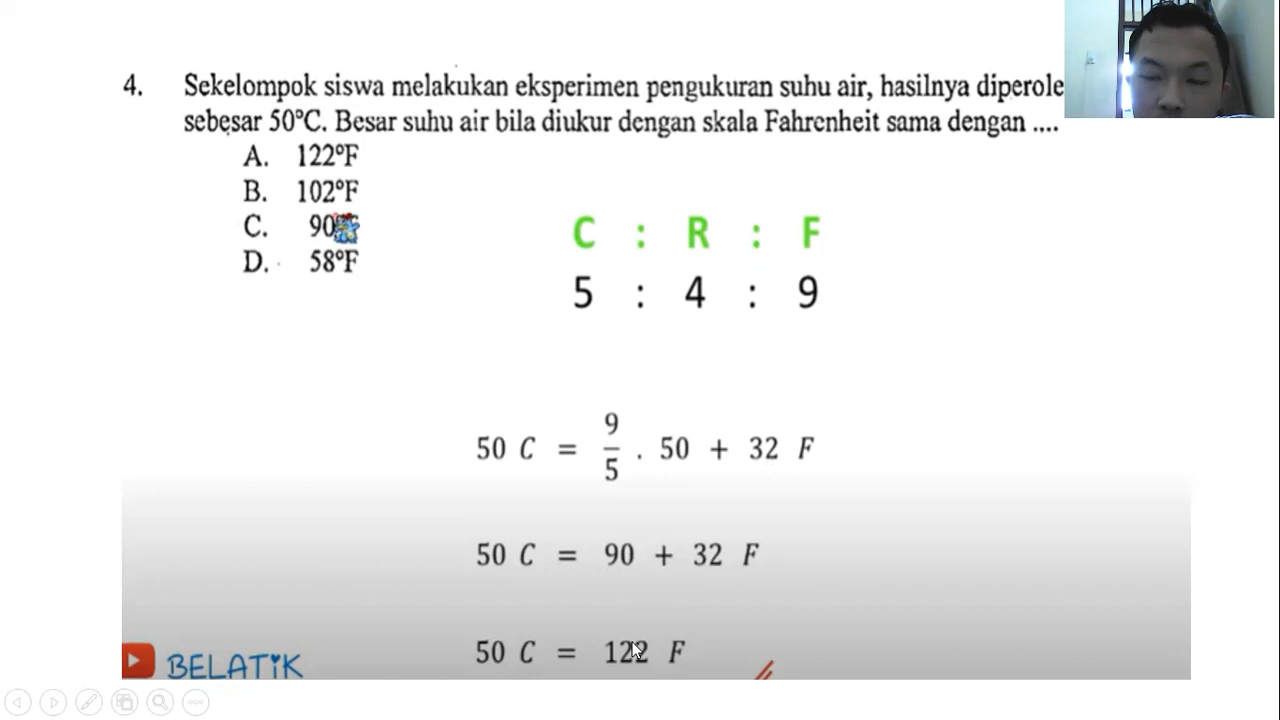 4. Sekelompok siswa melakukan eksperimen pengukuran suhu air, hasilnya diperole
sebesar 50°C. Besar suhu air bila diukur dengan skala Fahrenheit sama dengan ....
A. 122°F
B. 102°F
C. 90
D. 58°F
C : R : F
5 : 4 : 9
50 C = 9/5 . 50 + 32 F
50 C = 90 + 32 F
50 C = 122 F
BELATIK